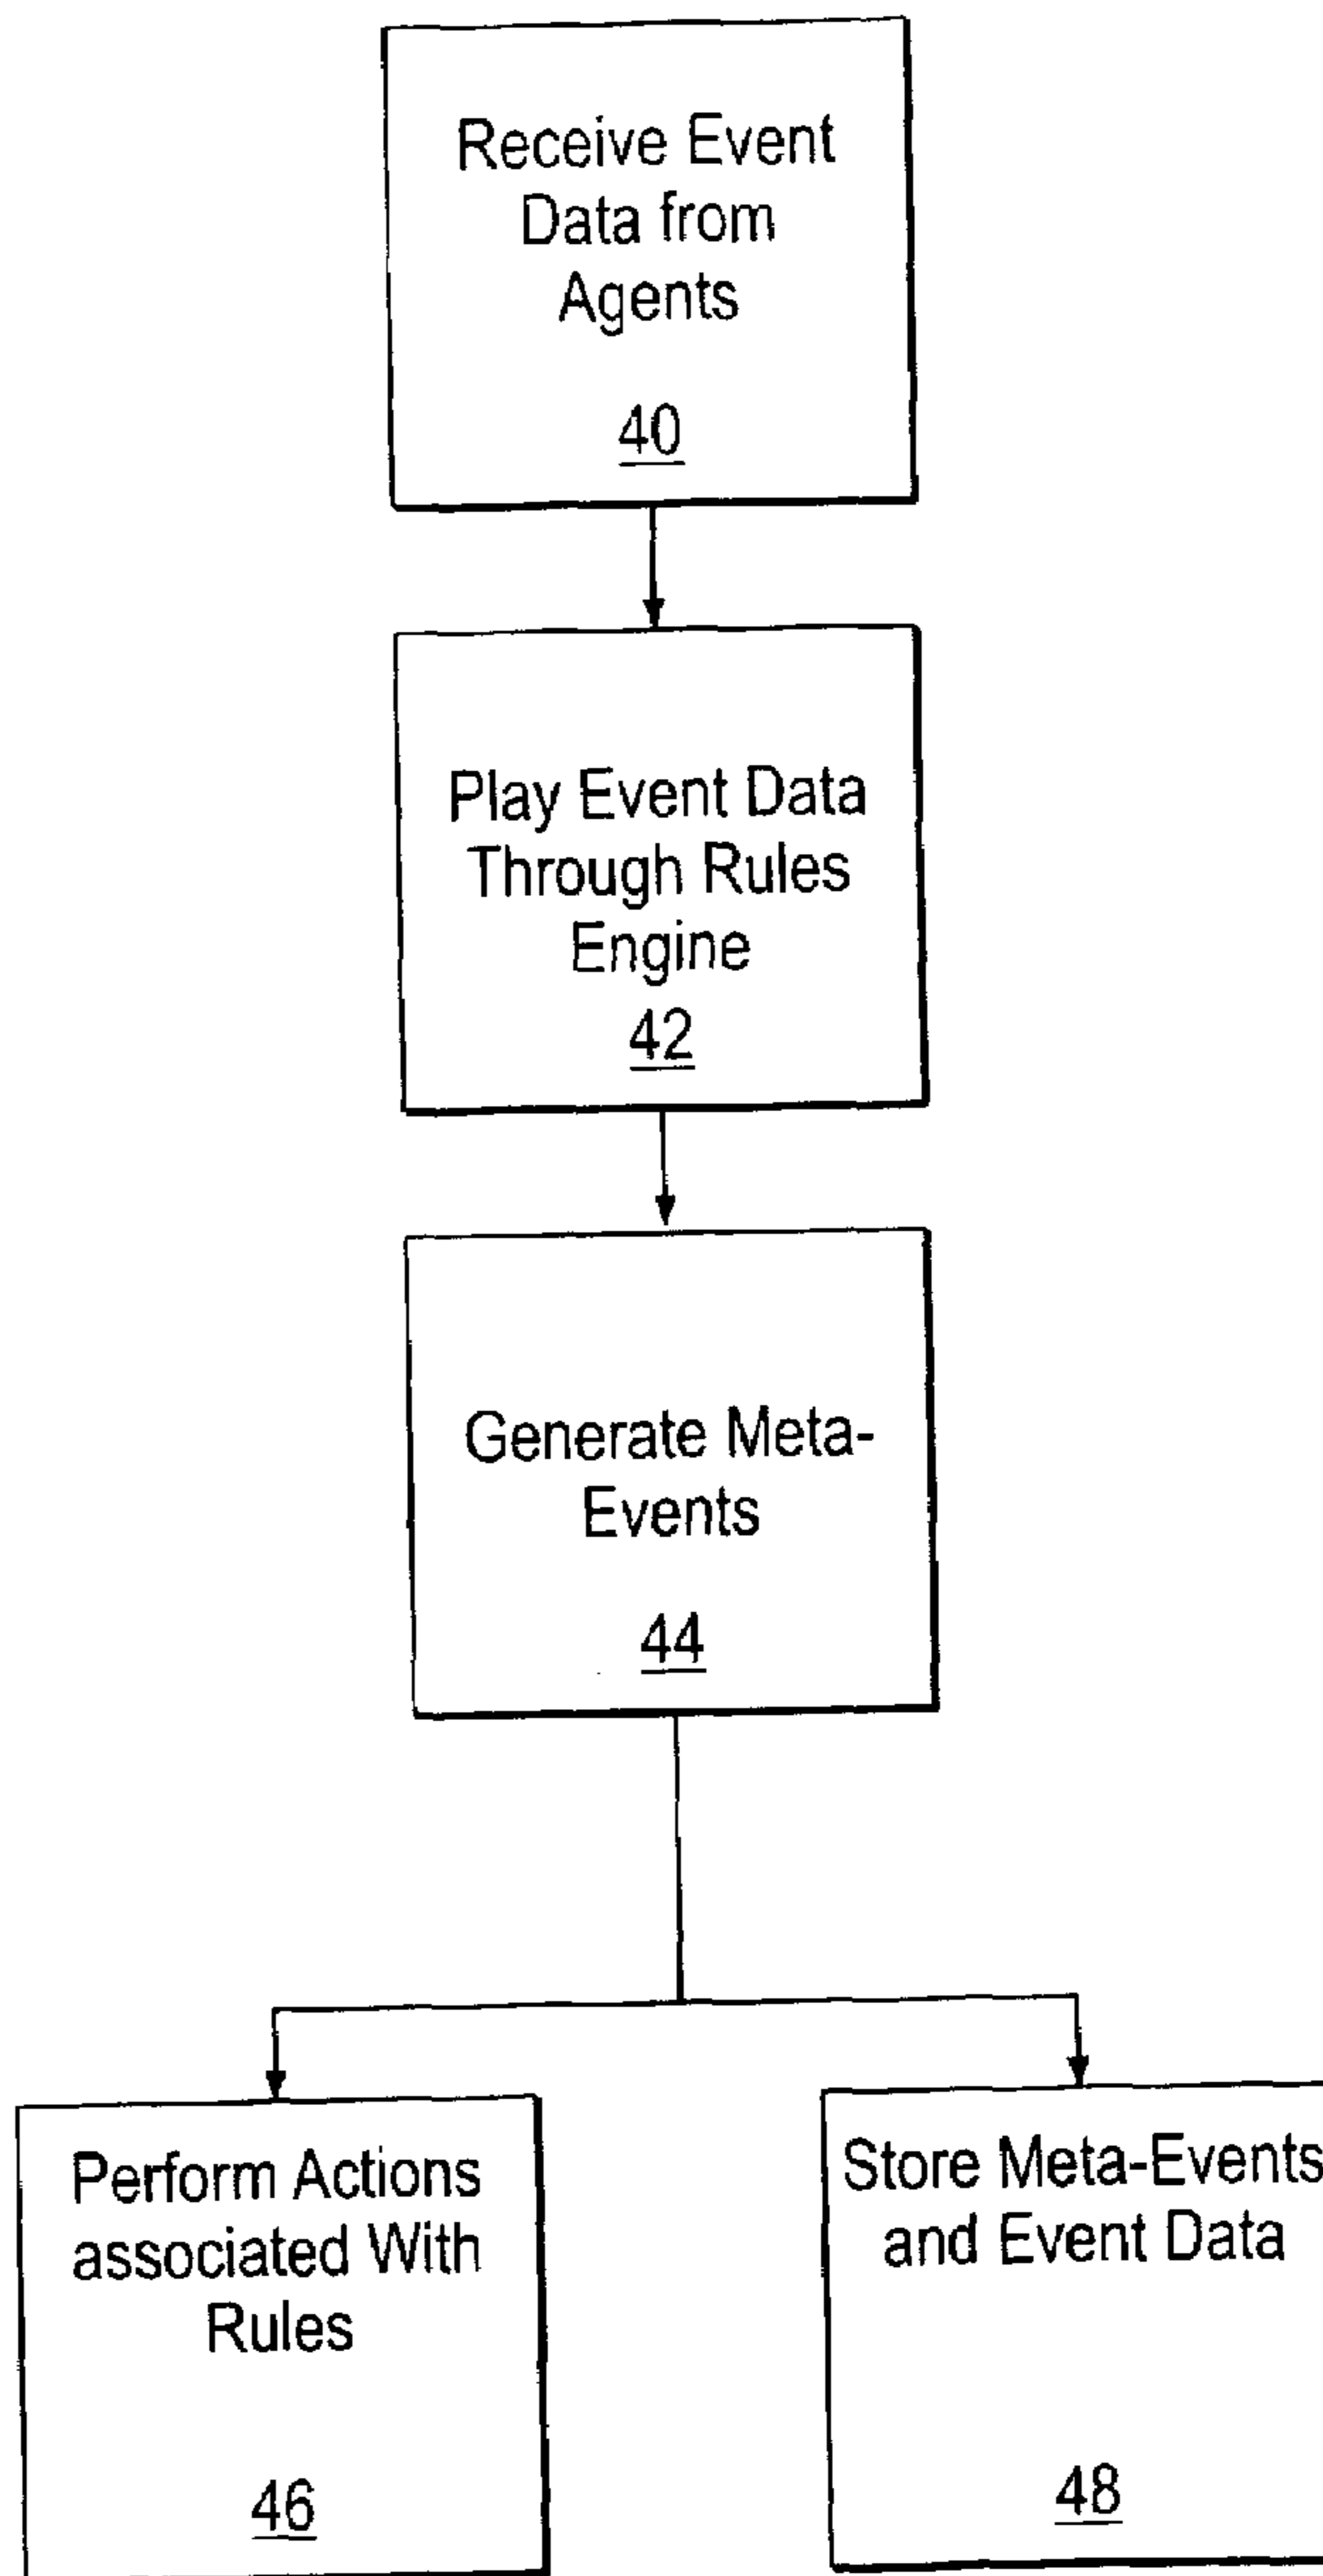 Receive Event
Data from
Agents
40
Play Event Data
Through Rules
Engine
42
Generate Meta-
Events
44
Perform Actions
associated With
Rules
46
Store Meta-Events
and Event Data
48